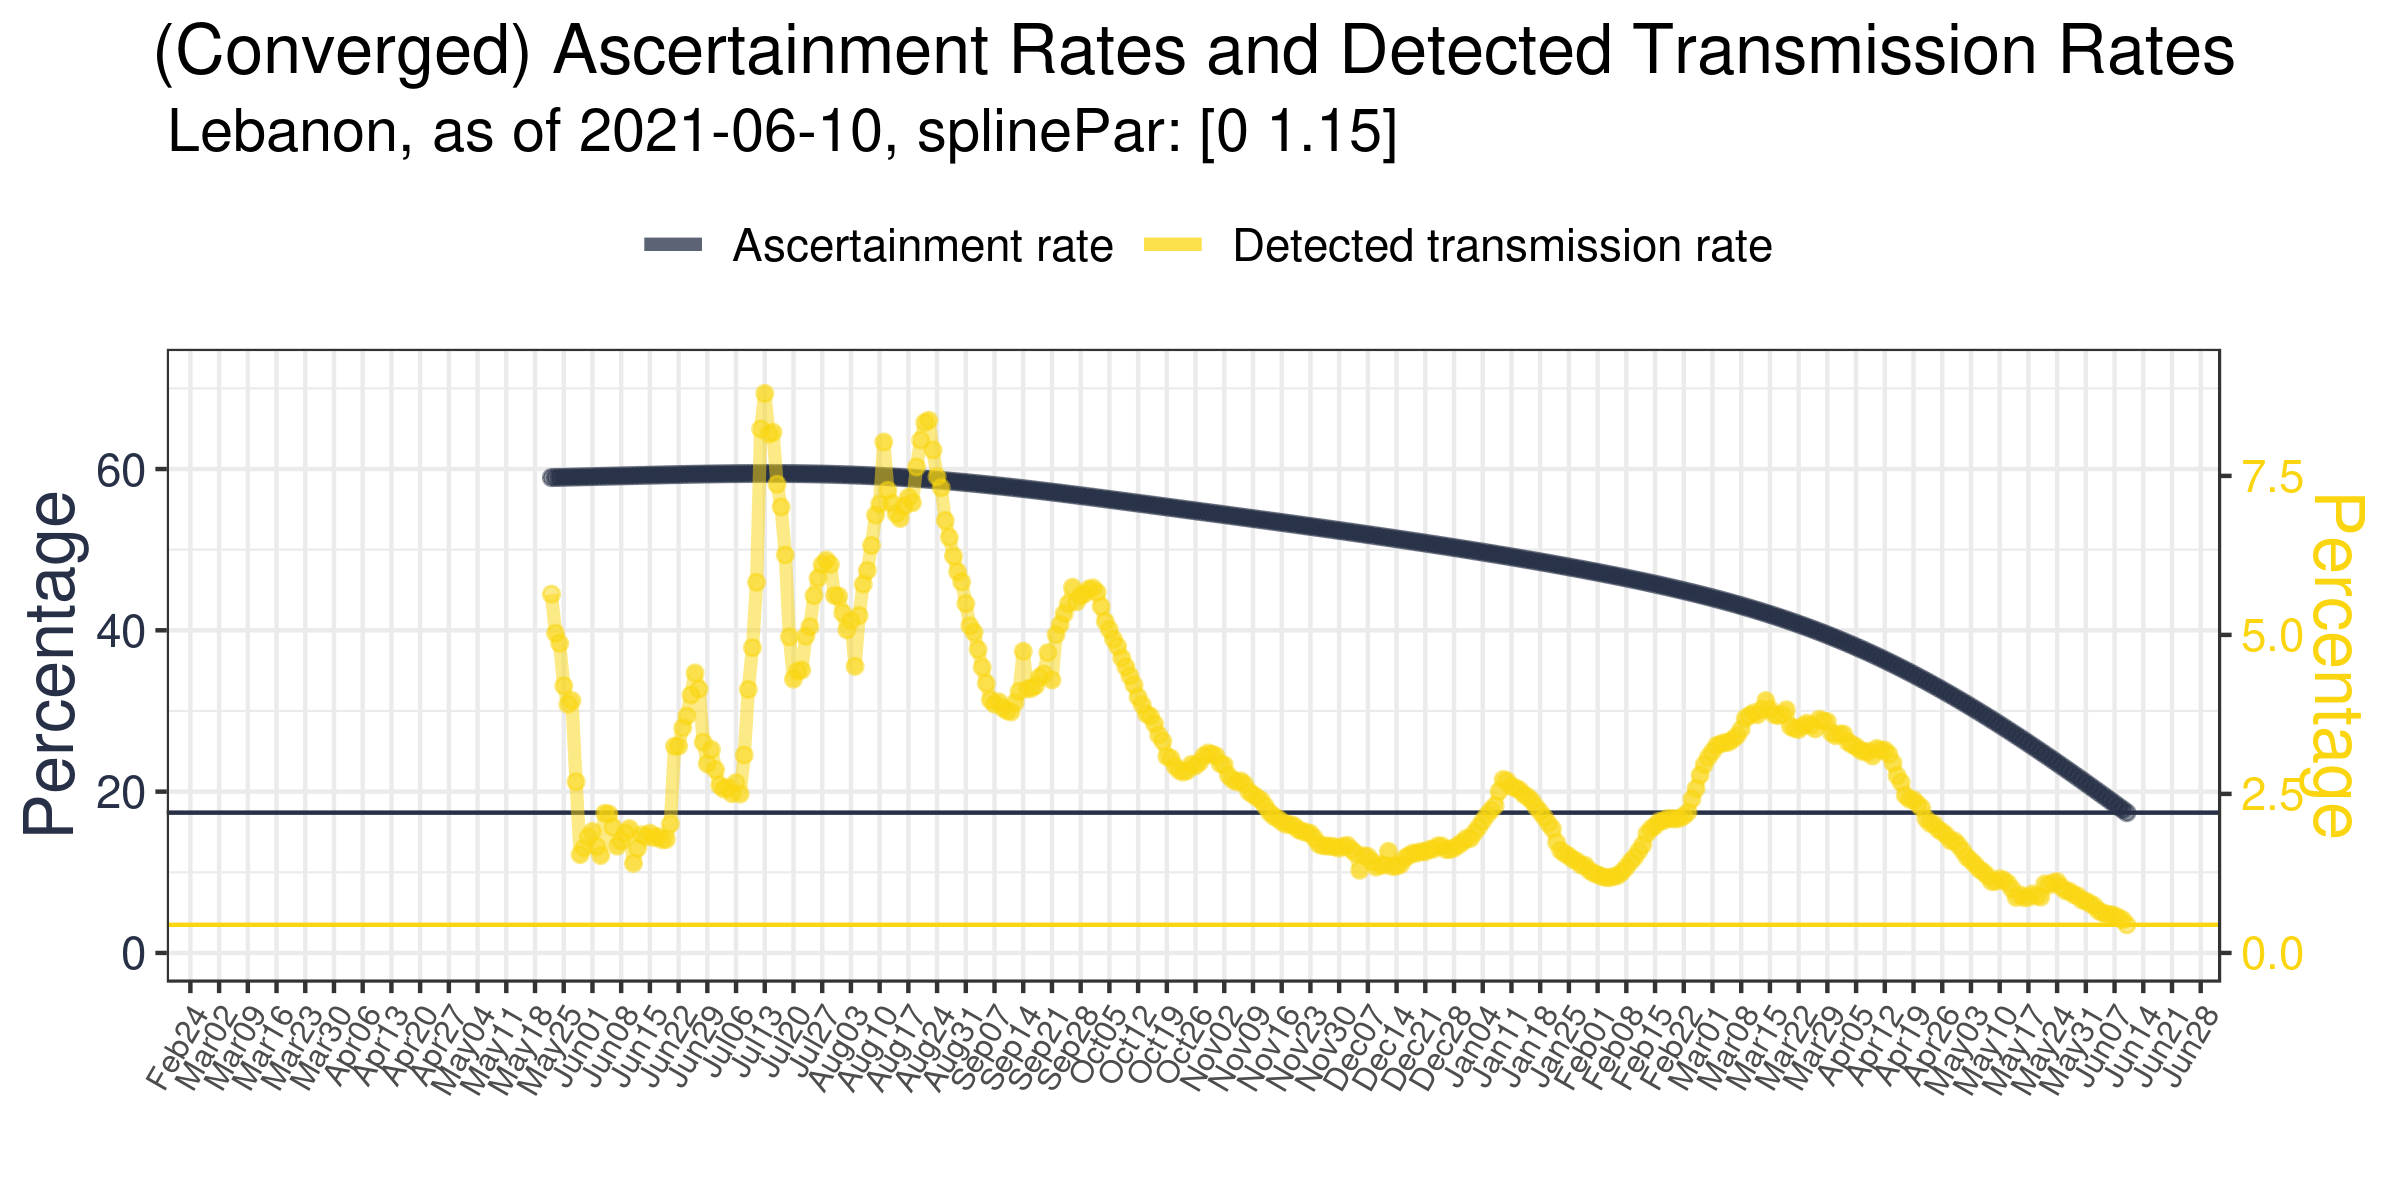 (Converged) Ascertainment Rates and Detected Transmission Rates
Lebanon, as of 2021-06-10, splinePar: [0 1.15]
Ascertainment rate
Detected transmission rate
Percentage
60
40
20
0
7.5
5.0
2.5
0.0
Percentage
Feb24
Mar02
Mar09
Mar16
Mar23
Mar30
Apr06
Apr13
Apr20
Apr27
May04
May11
May18
May25
Jun01
Jun08
Jun15
Jun22
Jun29
Jul06
Jul13
Jul20
Jul27
Aug03
Aug10
Aug17
Aug24
Aug31
Sep07
Sep14
Sep21
Sep28
Oct05
Oct12
Oct19
Oct26
Nov02
Nov09
Nov16
Nov23
Nov30
Dec07
Dec14
Dec21
Dec28
Jan04
Jan11
Jan18
Jan25
Feb01
Feb08
Feb15
Feb22
Mar01
Mar08
Mar15
Mar22
Mar29
Apr05
Apr12
Apr19
Apr26
May03
May10
May17
May24
May31
Jun07
Jun14
Jun21
Jun28